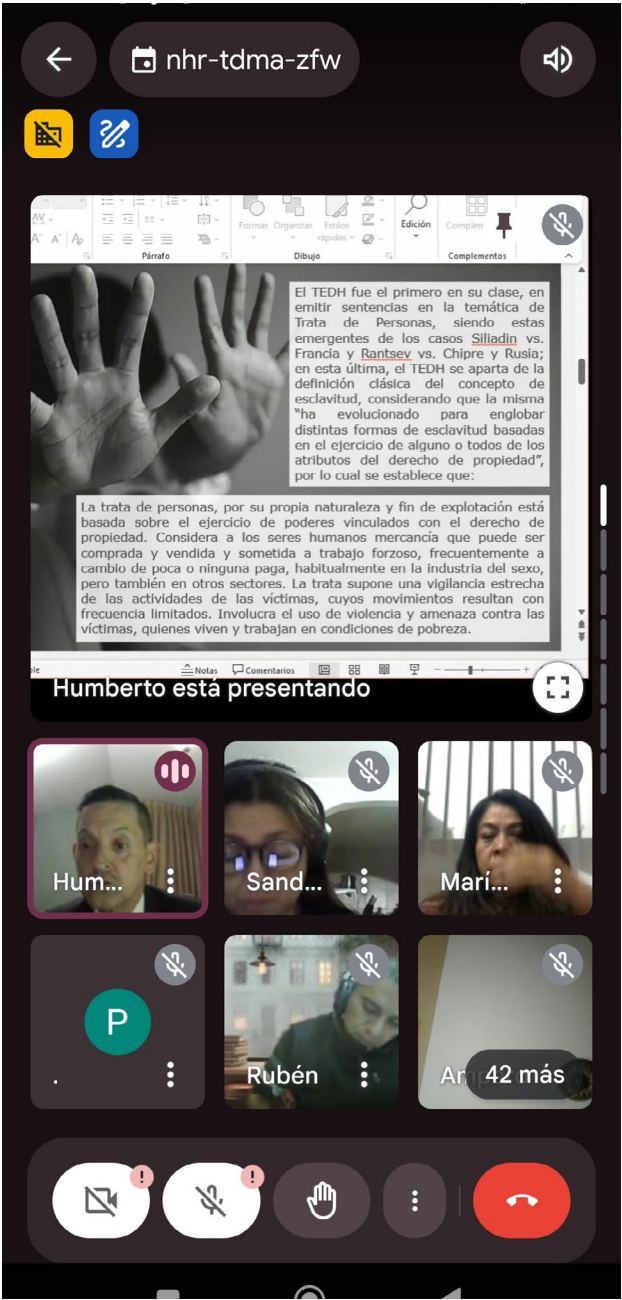 nhr-tdma-zfw
Formas Organizar Estilos rápidos Edición Complen
Párrafo Dibujo Complementos
El TEDH fue el primero en su clase, en
emitir sentencias en la temática de
Trata de Personas, siendo estas
emergentes de los casos Siliadin vs.
Francia y Rantsev vs. Chipre y Rusia;
en esta última, el TEDH se aparta de la
definición clásica del concepto de
esclavitud, considerando que la misma
"ha evolucionado para englobar
distintas formas de esclavitud basadas
en el ejercicio de alguno o todos de los
atributos del derecho de propiedad",
por lo cual se establece que:
La trata de personas, por su propia naturaleza y fin de explotación está
basada sobre el ejercicio de poderes vinculados con el derecho de
propiedad. Considera a los seres humanos mercancía que puede ser
comprada y vendida y sometida a trabajo forzoso, frecuentemente a
cambio de poca o ninguna paga, habitualmente en la industria del sexo,
pero también en otros sectores. La trata supone una vigilancia estrecha
de las actividades de las víctimas, cuyos movimientos resultan con
frecuencia limitados. Involucra el uso de violencia y amenaza contra las
víctimas, quienes viven y trabajan en condiciones de pobreza.
Notas Comentarios
Humberto está presentando
Hum... Sand... Marí...
P
. Rubén 42 más